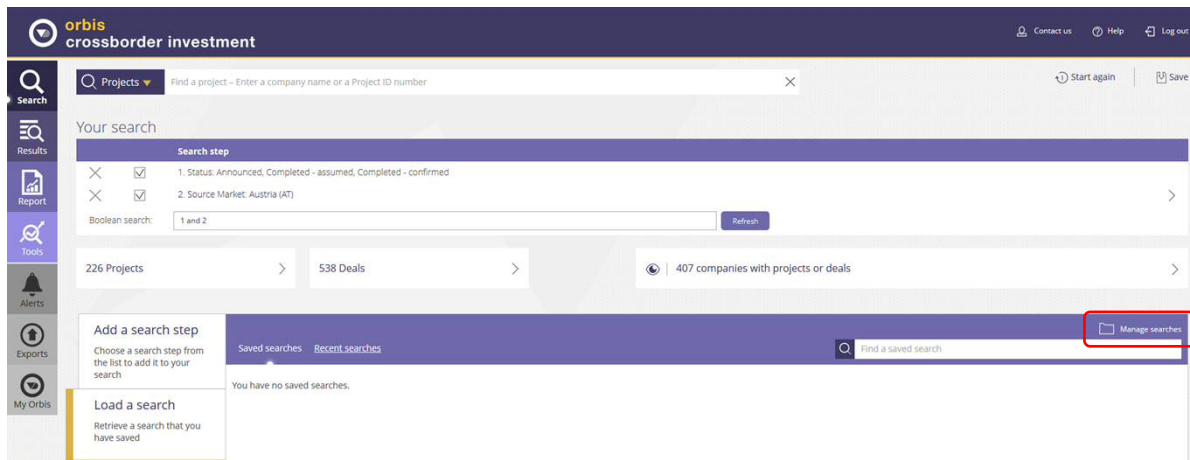 orbis
crossborder investment
Contact us
Help
Log out
Search
Results
Report
Tools
Alerts
Exports
My Orbis
Projects
Find a project – Enter a company name or a Project ID number
Start again
Save
Your search
Search step
1. Status: Announced, Completed - assumed, Completed - confirmed
2. Source Market: Austria (AT)
Boolean search:
1 and 2
Refresh
226 Projects
538 Deals
407 companies with projects or deals
Add a search step
Choose a search step from
the list to add it to your
search
Load a search
Retrieve a search that you
have saved
Saved searches
Recent searches
Manage searches
Find a saved search
You have no saved searches.